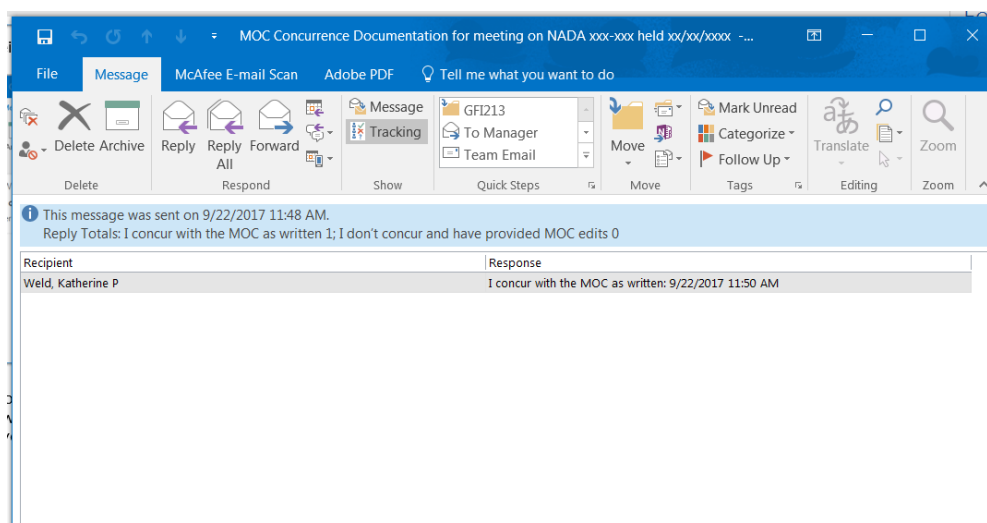 MOC Concurrence Documentation for meeting on NADA xxx-xxx held xx/xx/xxxx -...
File Message McAfee E-mail Scan Adobe PDF Tell me what you want to do
Delete Archive Reply Reply All Forward
Message
Tracking
GFI213
To Manager
Team Email
Move
Mark Unread
Categorize
Follow Up
Translate
Zoom
Delete Respond Show Quick Steps Move Tags Editing Zoom
This message was sent on 9/22/2017 11:48 AM.
Reply Totals: I concur with the MOC as written 1; I don't concur and have provided MOC edits 0
Recipient Response
Weld, Katherine P I concur with the MOC as written: 9/22/2017 11:50 AM